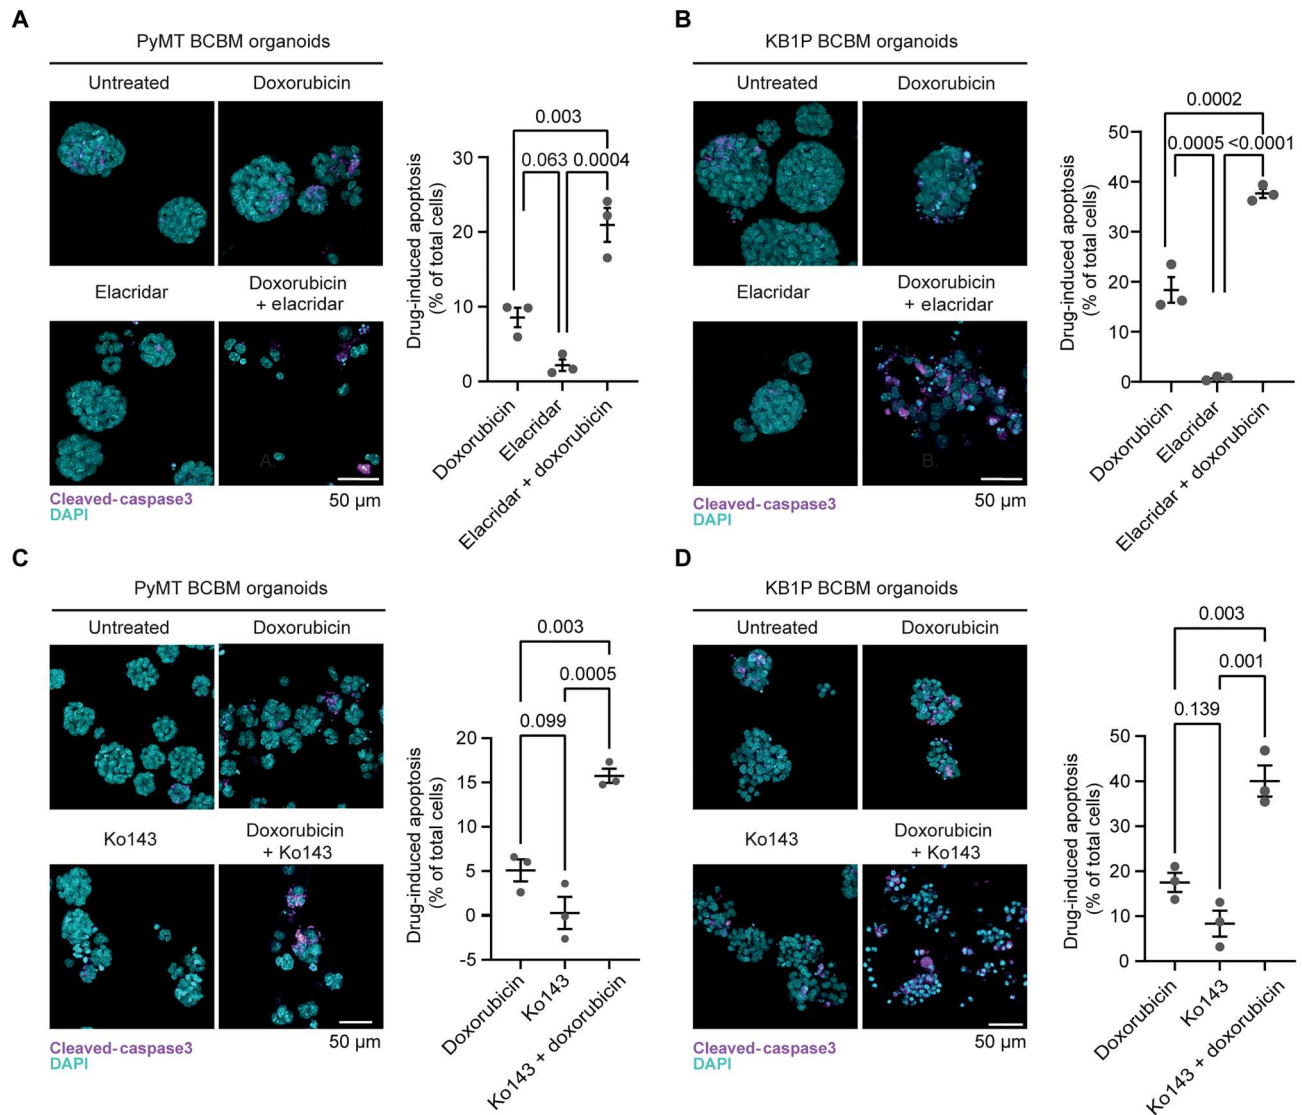 A
PyMT BCBM organoids
Untreated
Doxorubicin
Elacridar
Doxorubicin
+ elacridar
A.
Cleaved-caspase3
DAPI
50 µm
0.003
0.063
0.0004
30
20
10
0
Drug-induced apoptosis
(% of total cells)
Doxorubicin
Elacridar
Elacridar + doxorubicin
B
KB1P BCBM organoids
Untreated
Doxorubicin
Elacridar
Doxorubicin
+ elacridar
B.
Cleaved-caspase3
DAPI
50 µm
0.0002
0.0005
<0.0001
50
40
30
20
10
0
Drug-induced apoptosis
(% of total cells)
Doxorubicin
Elacridar
Elacridar + doxorubicin
C
PyMT BCBM organoids
Untreated
Doxorubicin
Ko143
Doxorubicin
+ Ko143
Cleaved-caspase3
DAPI
50 µm
0.003
0.0005
0.099
20
15
10
5
0
-5
Drug-induced apoptosis
(% of total cells)
Doxorubicin
Ko143
Ko143 + doxorubicin
D
KB1P BCBM organoids
Untreated
Doxorubicin
Ko143
Doxorubicin
+ Ko143
Cleaved-caspase3
DAPI
50 µm
0.003
0.001
0.139
50
40
30
20
10
0
Drug-induced apoptosis
(% of total cells)
Doxorubicin
Ko143
Ko143 + doxorubicin